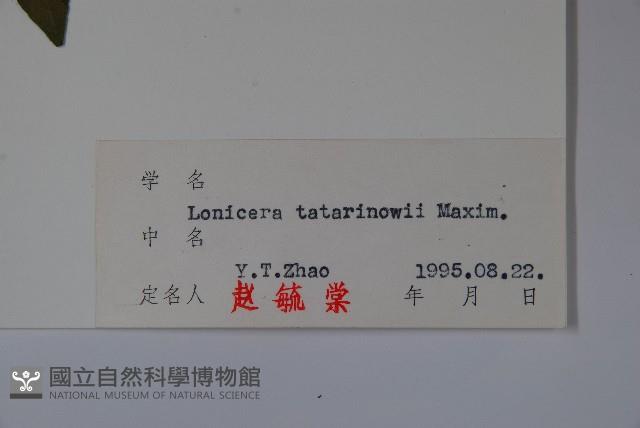 学 名
Lonicera tatarinowii Maxim.
中 名
Y.T.Zhao 1995.08.22.
定名人 赵毓棠 年 月 日
國立自然科學博物館
NATIONAL MUSEUM OF NATURAL SCIENCE